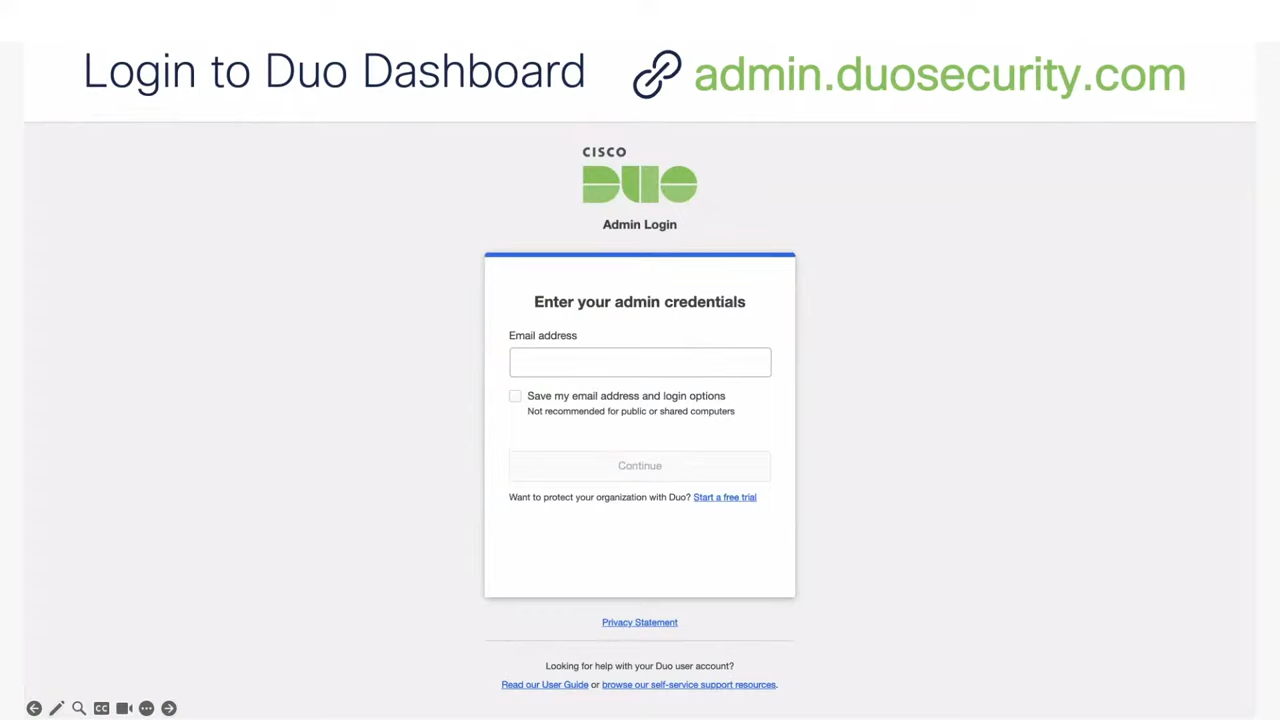 Login to Duo Dashboard admin.duosecurity.com
CISCO
DUO
Admin Login
Enter your admin credentials
Email address
Save my email address and login options
Not recommended for public or shared computers
Continue
Want to protect your organization with Duo? Start a free trial
Privacy Statement
Looking for help with your Duo user account?
Read our User Guide or browse our self-service support resources.
CC